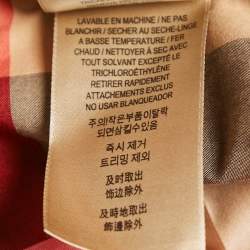 LAVABLE EN MACHINE / NE PAS
BLANCHIR / SECHER AU SECHE-LINGE
A BASSE TEMPERATURE / FER
CHAUD / NETTOYER À SEC AVEC
TOUT SOLVANT EXCEPTÉ LE
TRICHLOROÉTHYLÈNE
RETIRER RAPIDEMENT
ATTACHEMENTS EXCLUS
NO USAR BLANQUEADOR
주의!작은부품이탈락
되면삼킬수있음
즉시 제거
트리밍 제외
及时取出
饰边除外
及時地取出
飾邊除外